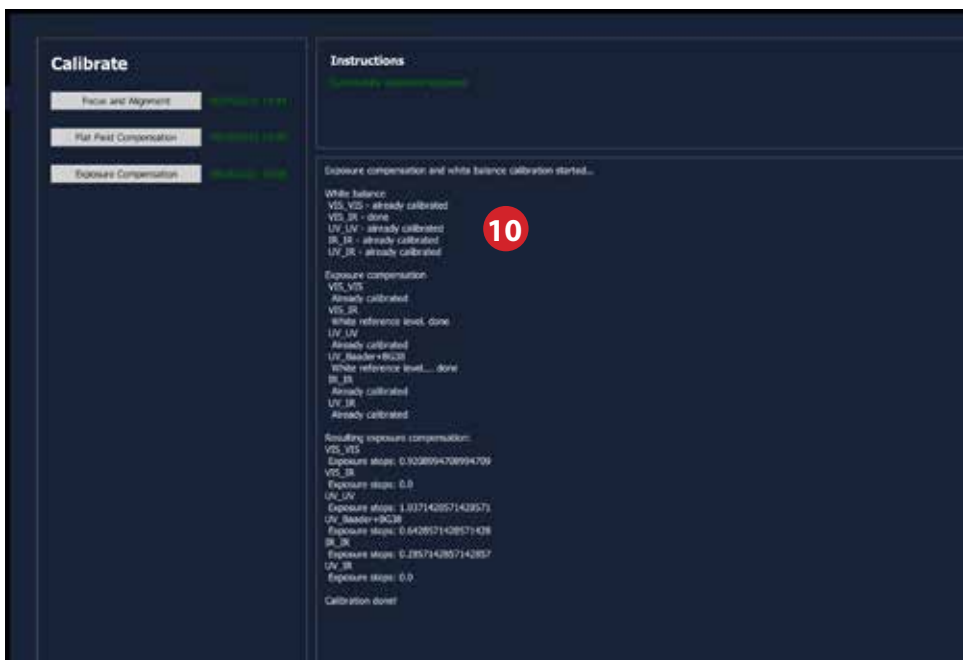 Calibrate
Focus and Alignment
Flat Field Compensation
Exposure Compensation
Instructions
Exposure compensation and white balance calibration started...
White balance
VIS_VIS - already calibrated
VIS_IR - done
UV_UV - already calibrated
IR_IR - already calibrated
UV_IR - already calibrated
10
Exposure compensation
VIS_VIS
Already calibrated
VIS_IR
White reference level. done
UV_UV
Already calibrated
UV_Baader+BG38
White reference level.... done
IR_IR
Already calibrated
UV_IR
Already calibrated
Resulting exposure compensation:
VIS_VIS
Exposure stops: 0.9208994708994709
VIS_IR
Exposure stops: 0.0
UV_UV
Exposure stops: 1.0371428571428571
UV_Baader+BG38
Exposure stops: 0.6428571428571428
IR_IR
Exposure stops: 0.2857142857142857
UV_IR
Exposure stops: 0.0
Calibration done!